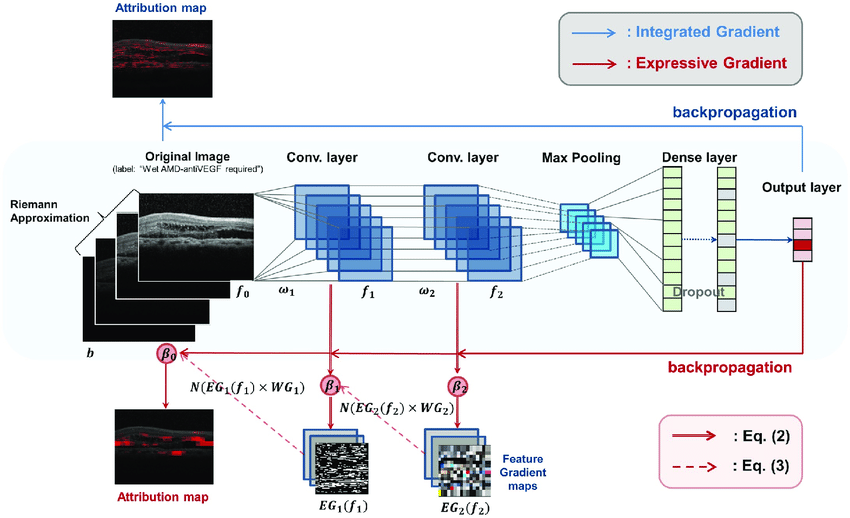 Attribution map
: Integrated Gradient
: Expressive Gradient
backpropagation
Original Image
(label: "Wet AMD-antiVEGF required")
Conv. layer
Conv. layer
Max Pooling
Dense layer
Output layer
Riemann
Approximation
f₀
ω₁
f₁
ω₂
f₂
Dropout
b
β₀
backpropagation
N(EG₁(f₁) × WG₁)
β₁
β₂
N(EG₂(f₂) × WG₂)
: Eq. (2)
: Eq. (3)
Feature
Gradient
maps
Attribution map
EG₁(f₁)
EG₂(f₂)